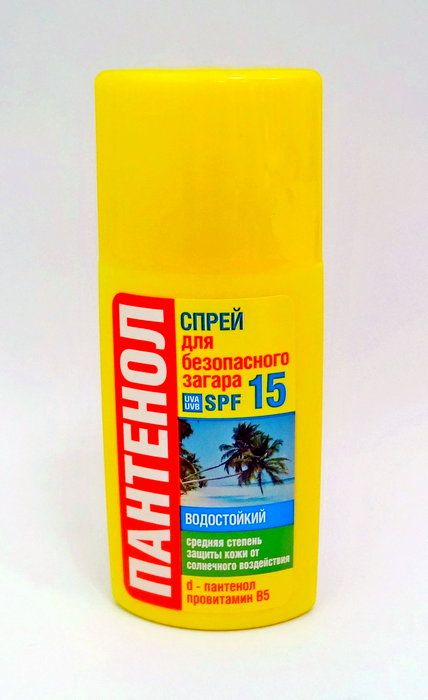 ПАНТЕНОЛ
СПРЕЙ
для
безопасного
загара
UVA
UVB
SPF 15
ВОДОСТОЙКИЙ
средняя степень
защиты кожи от
солнечного воздействия
d - пантенол
провитамин В5